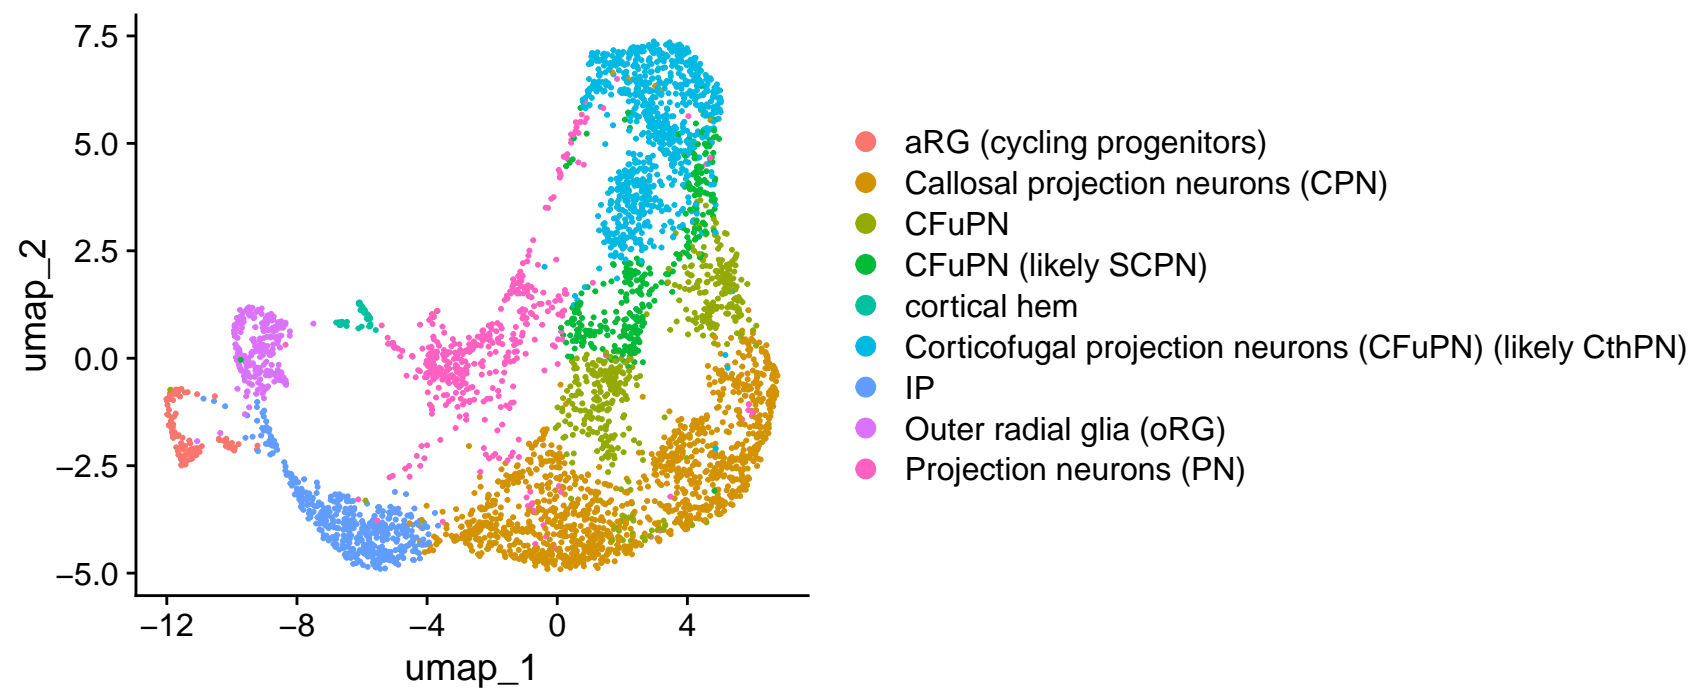 7.5
5.0
2.5
0.0
−2.5
−5.0
umap_2
−12
−8
−4
0
4
umap_1
aRG (cycling progenitors)
Callosal projection neurons (CPN)
CFuPN
CFuPN (likely SCPN)
cortical hem
Corticofugal projection neurons (CFuPN) (likely CthPN)
IP
Outer radial glia (oRG)
Projection neurons (PN)